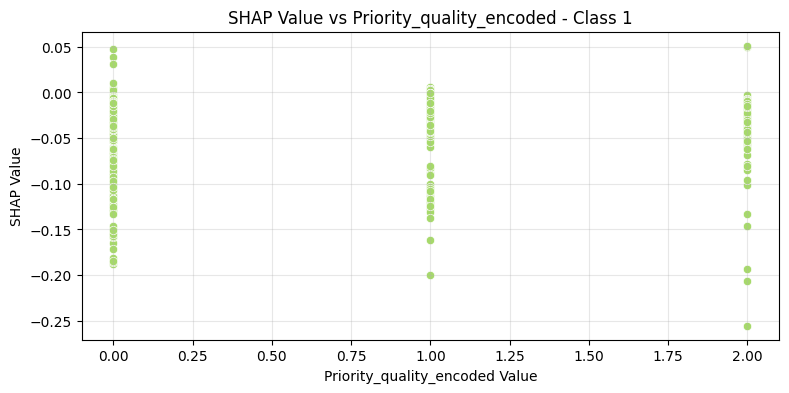 SHAP Value vs Priority_quality_encoded - Class 1
SHAP Value
0.05
0.00
−0.05
−0.10
−0.15
−0.20
−0.25
0.00 0.25 0.50 0.75 1.00 1.25 1.50 1.75 2.00
Priority_quality_encoded Value